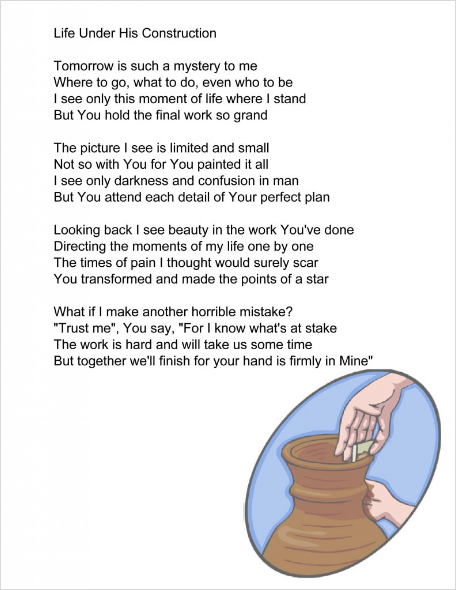 Life Under His Construction
Tomorrow is such a mystery to me
Where to go, what to do, even who to be
I see only this moment of life where I stand
But You hold the final work so grand
The picture I see is limited and small
Not so with You for You painted it all
I see only darkness and confusion in man
But You attend each detail of Your perfect plan
Looking back I see beauty in the work You've done
Directing the moments of my life one by one
The times of pain I thought would surely scar
You transformed and made the points of a star
What if I make another horrible mistake?
"Trust me", You say, "For I know what's at stake
The work is hard and will take us some time
But together we'll finish for your hand is firmly in Mine"